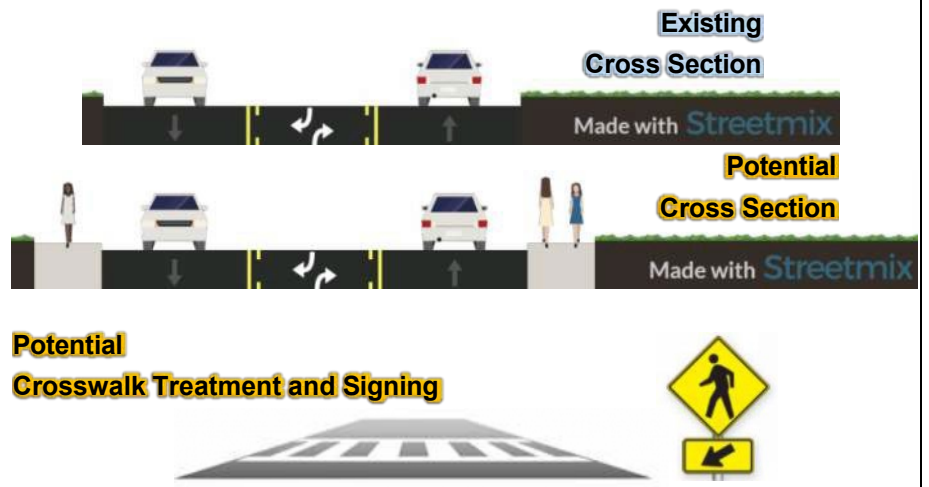 Existing
Cross Section
Made with Streetmix
Potential
Cross Section
Made with Streetmix
Potential
Crosswalk Treatment and Signing